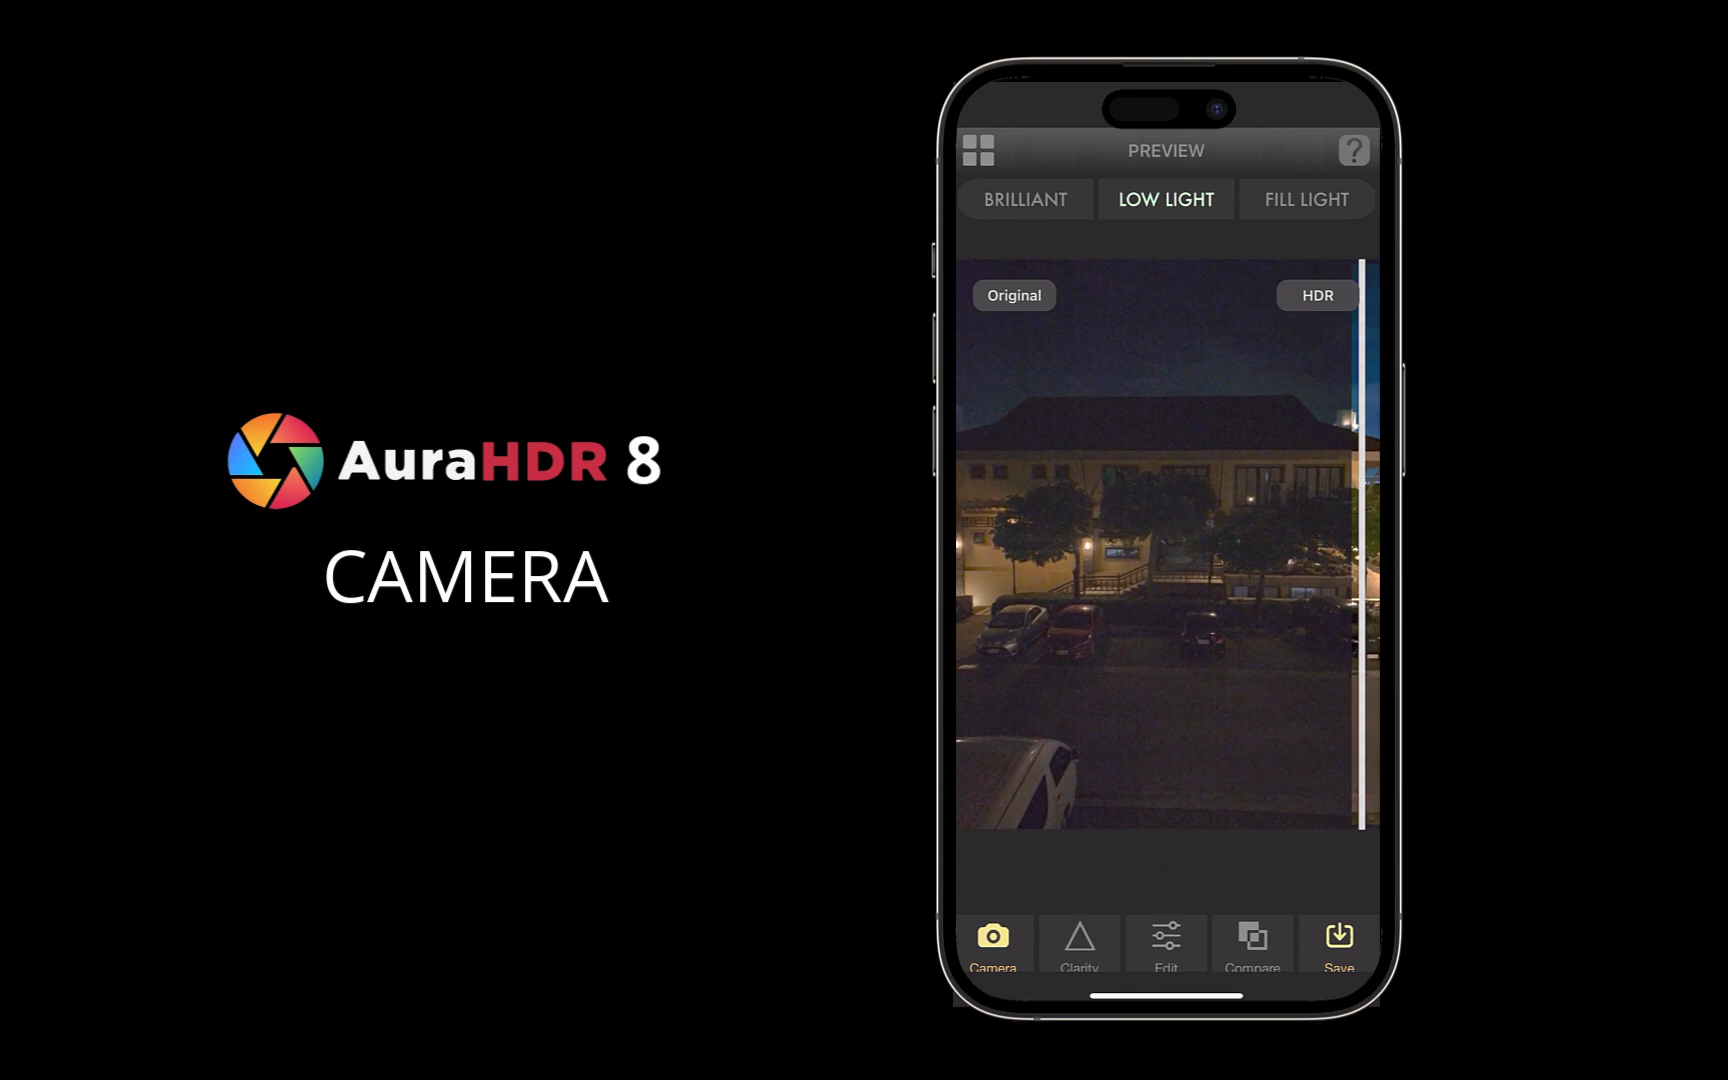 AuraHDR 8
CAMERA
PREVIEW
?
BRILLIANT
LOW LIGHT
FILL LIGHT
Original
HDR
Camera
Clarity
Edit
Compare
Save